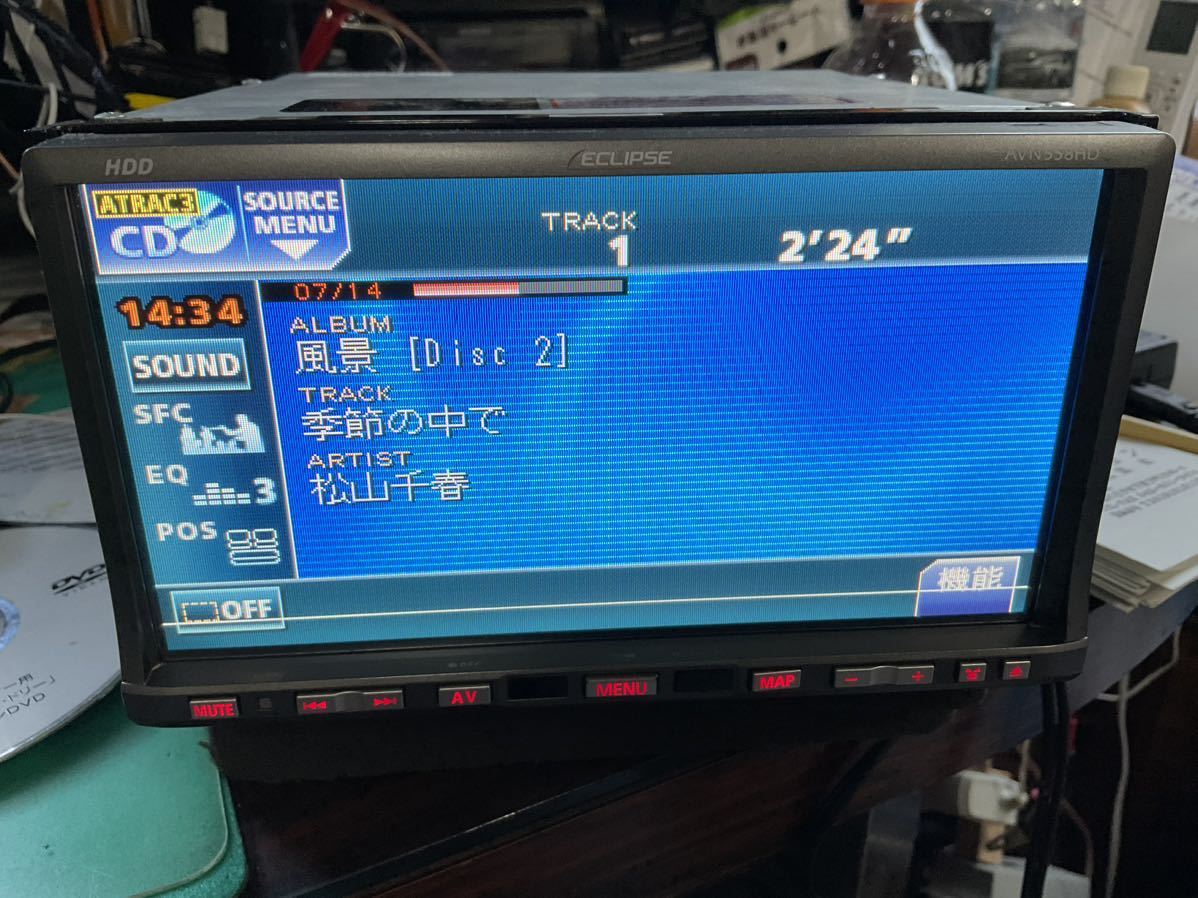 HDD
ECLIPSE
AVN558HD
ATRAC3
CD
SOURCE
MENU
TRACK
1
2'24"
14:34
07/14
ALBUM
風景 [Disc 2]
SOUND
TRACK
季節の中で
SFC
ARTIST
松山千春
EQ
3
POS
OFF
機能
MUTE
AV
MENU
MAP
-
+
DVD